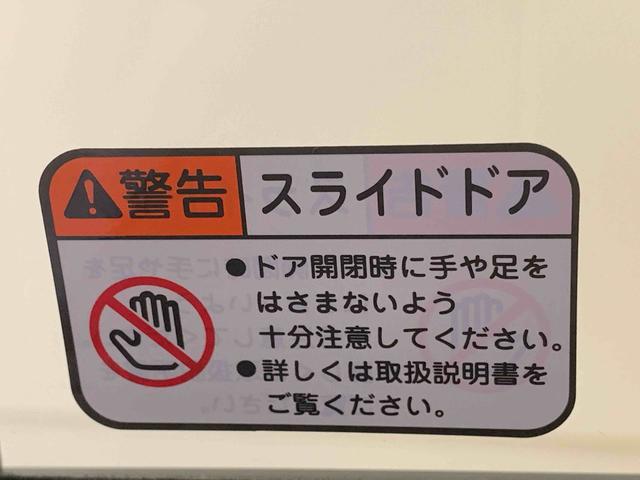 警告 スライドドア
●ドア開閉時に手や足を
はさまないよう
十分注意してください。
●詳しくは取扱説明書を
ご覧ください。